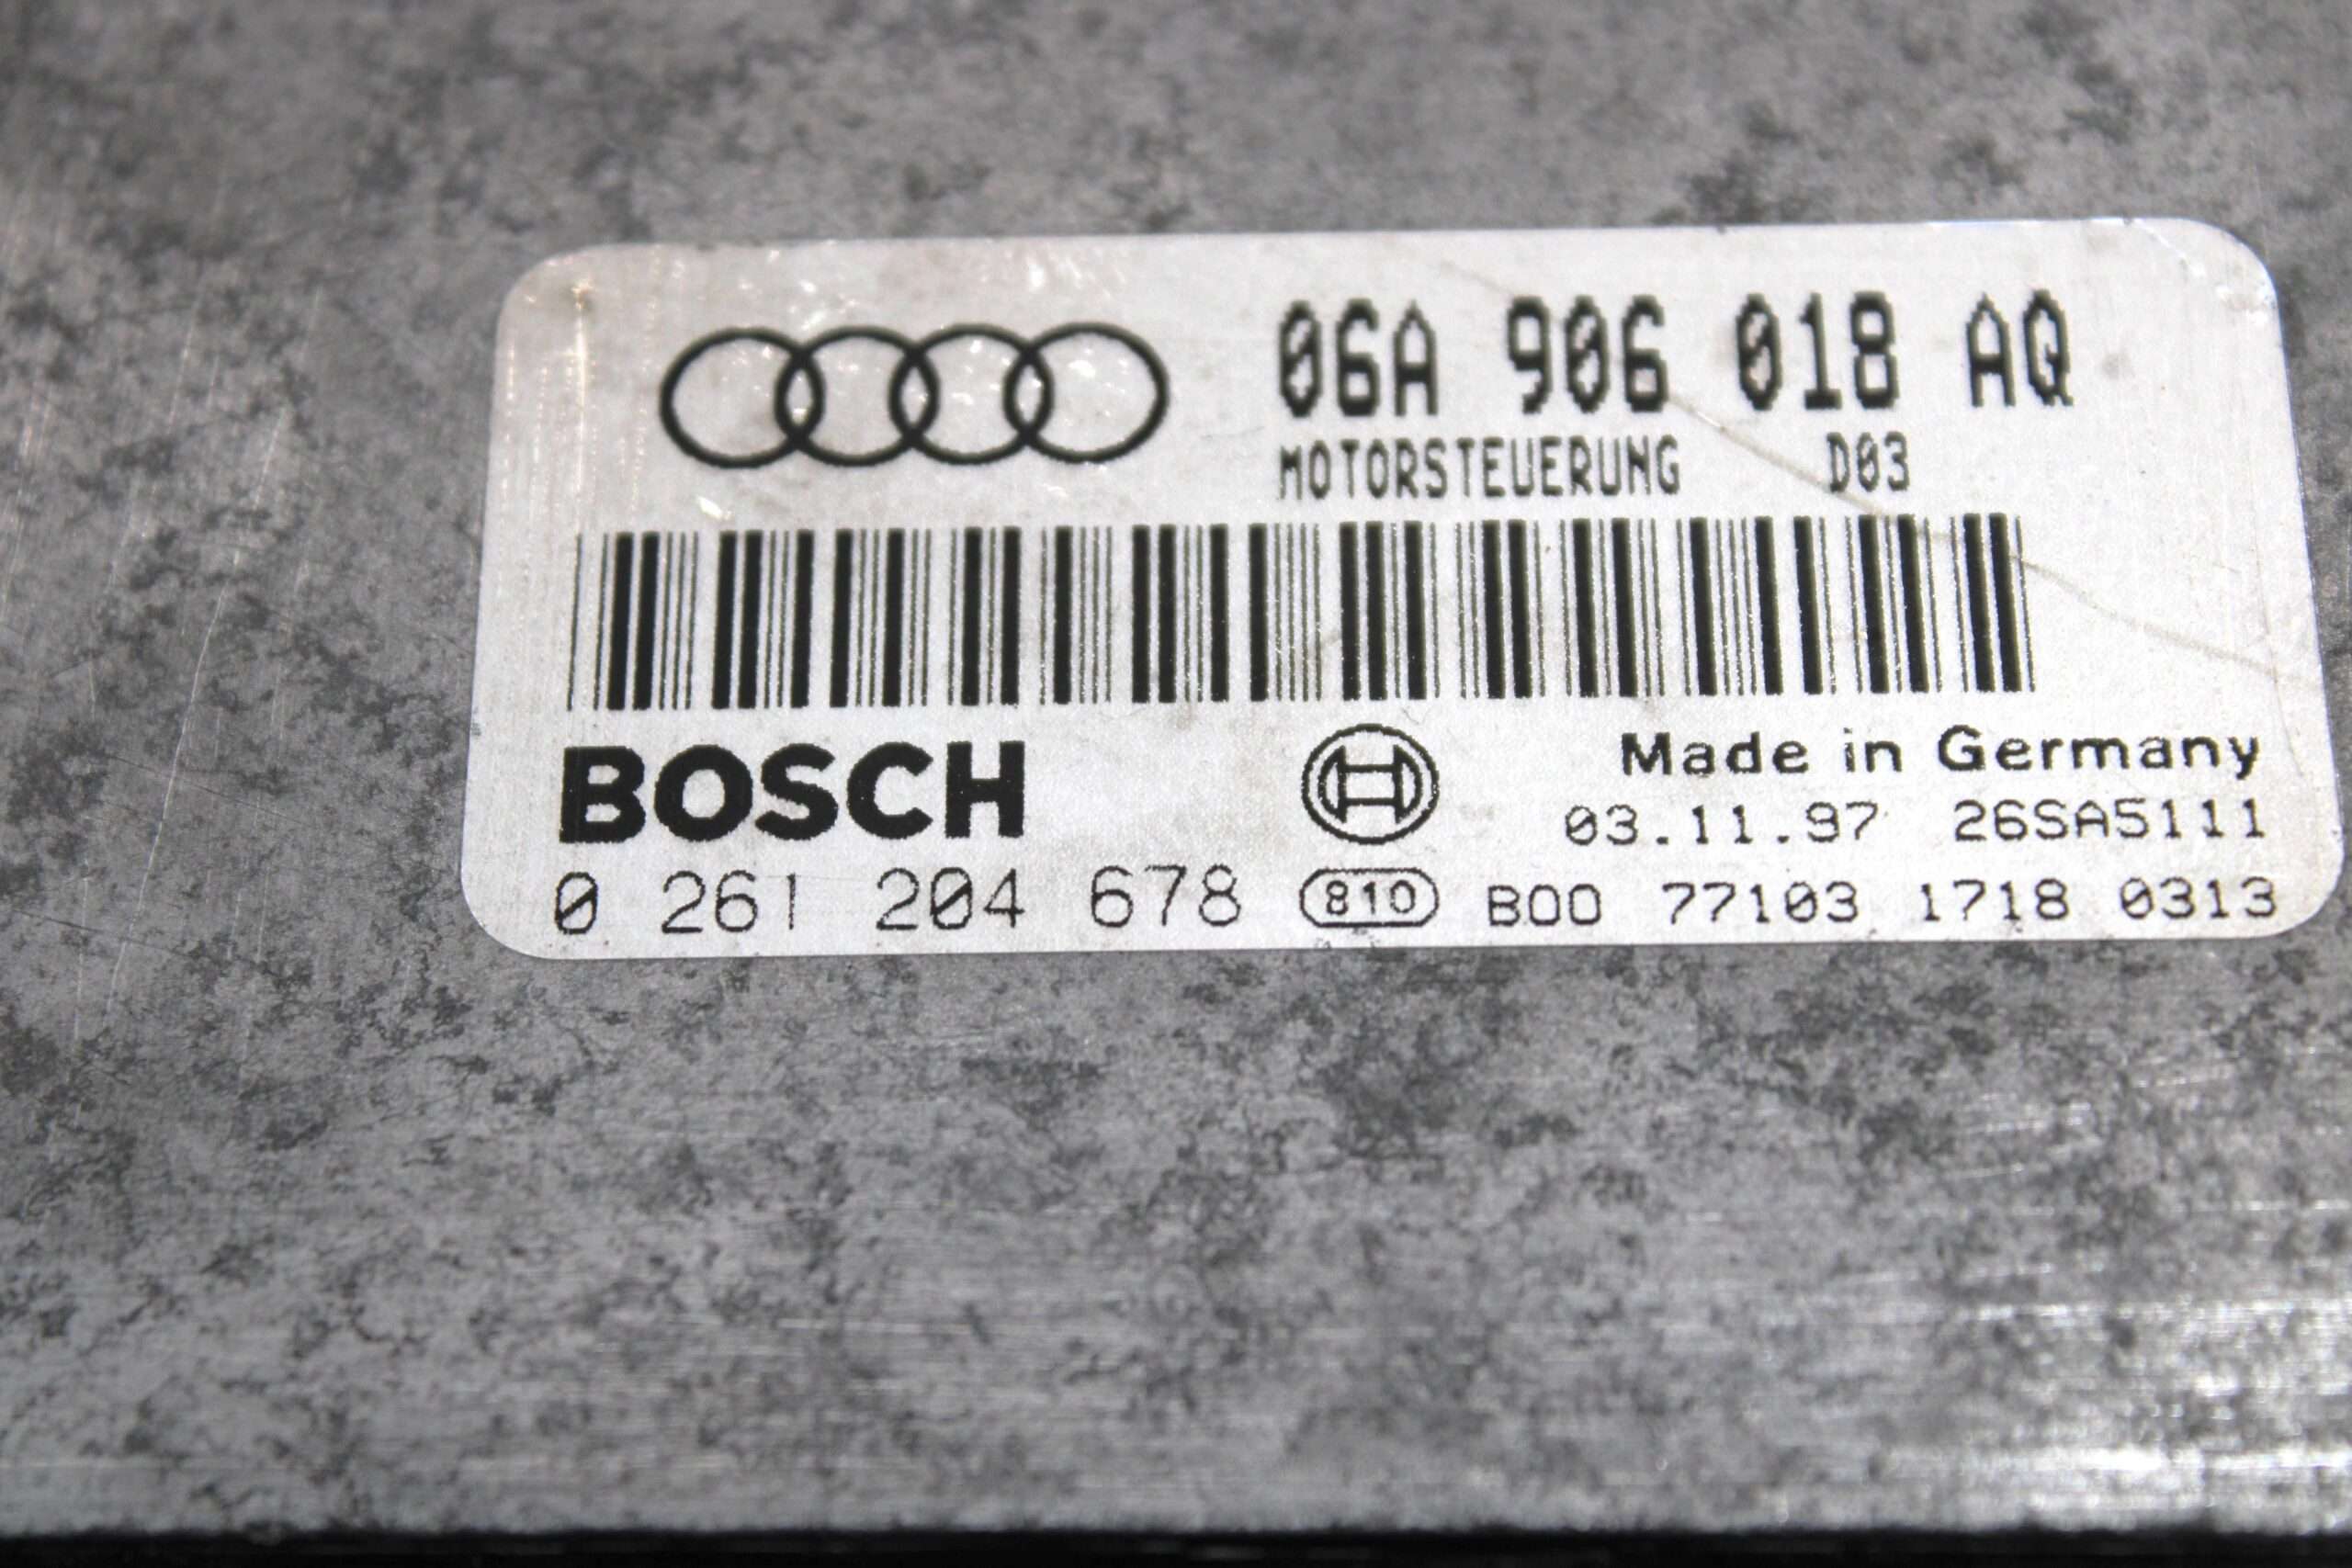 06A 906 018 AQ
MOTORSTEUERUNG D03
BOSCH
Made in Germany
03.11.97 26SA5111
0 261 204 678 810 B00 77103 1718 0313